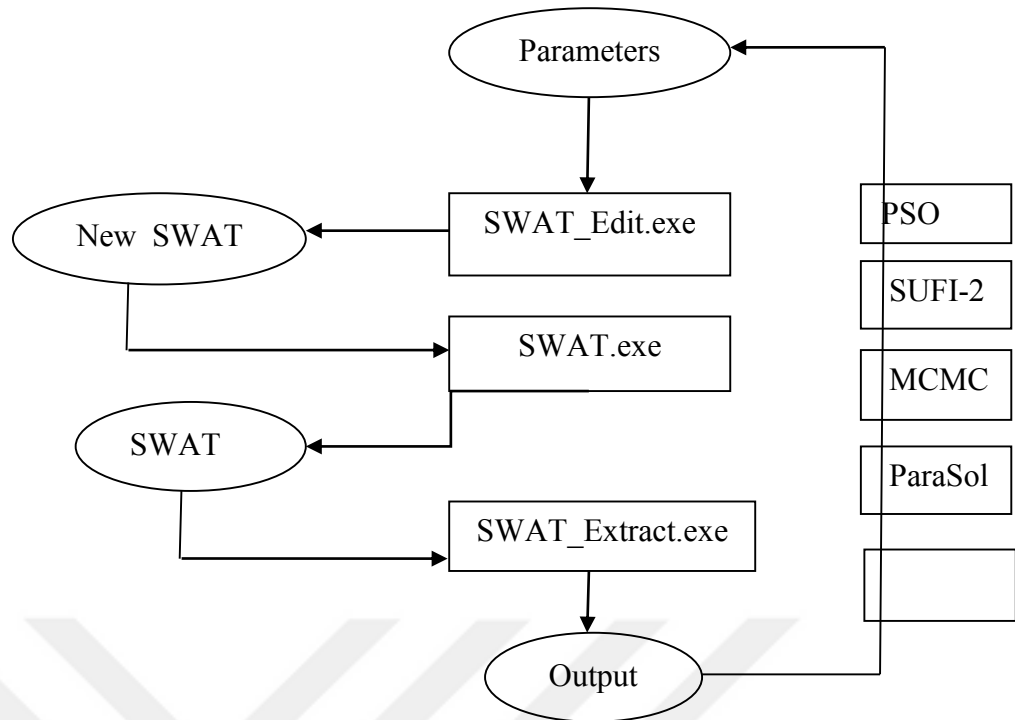 Parameters
SWAT_Edit.exe
New SWAT
SWAT.exe
SWAT
SWAT_Extract.exe
Output
PSO
SUFI-2
MCMC
ParaSol